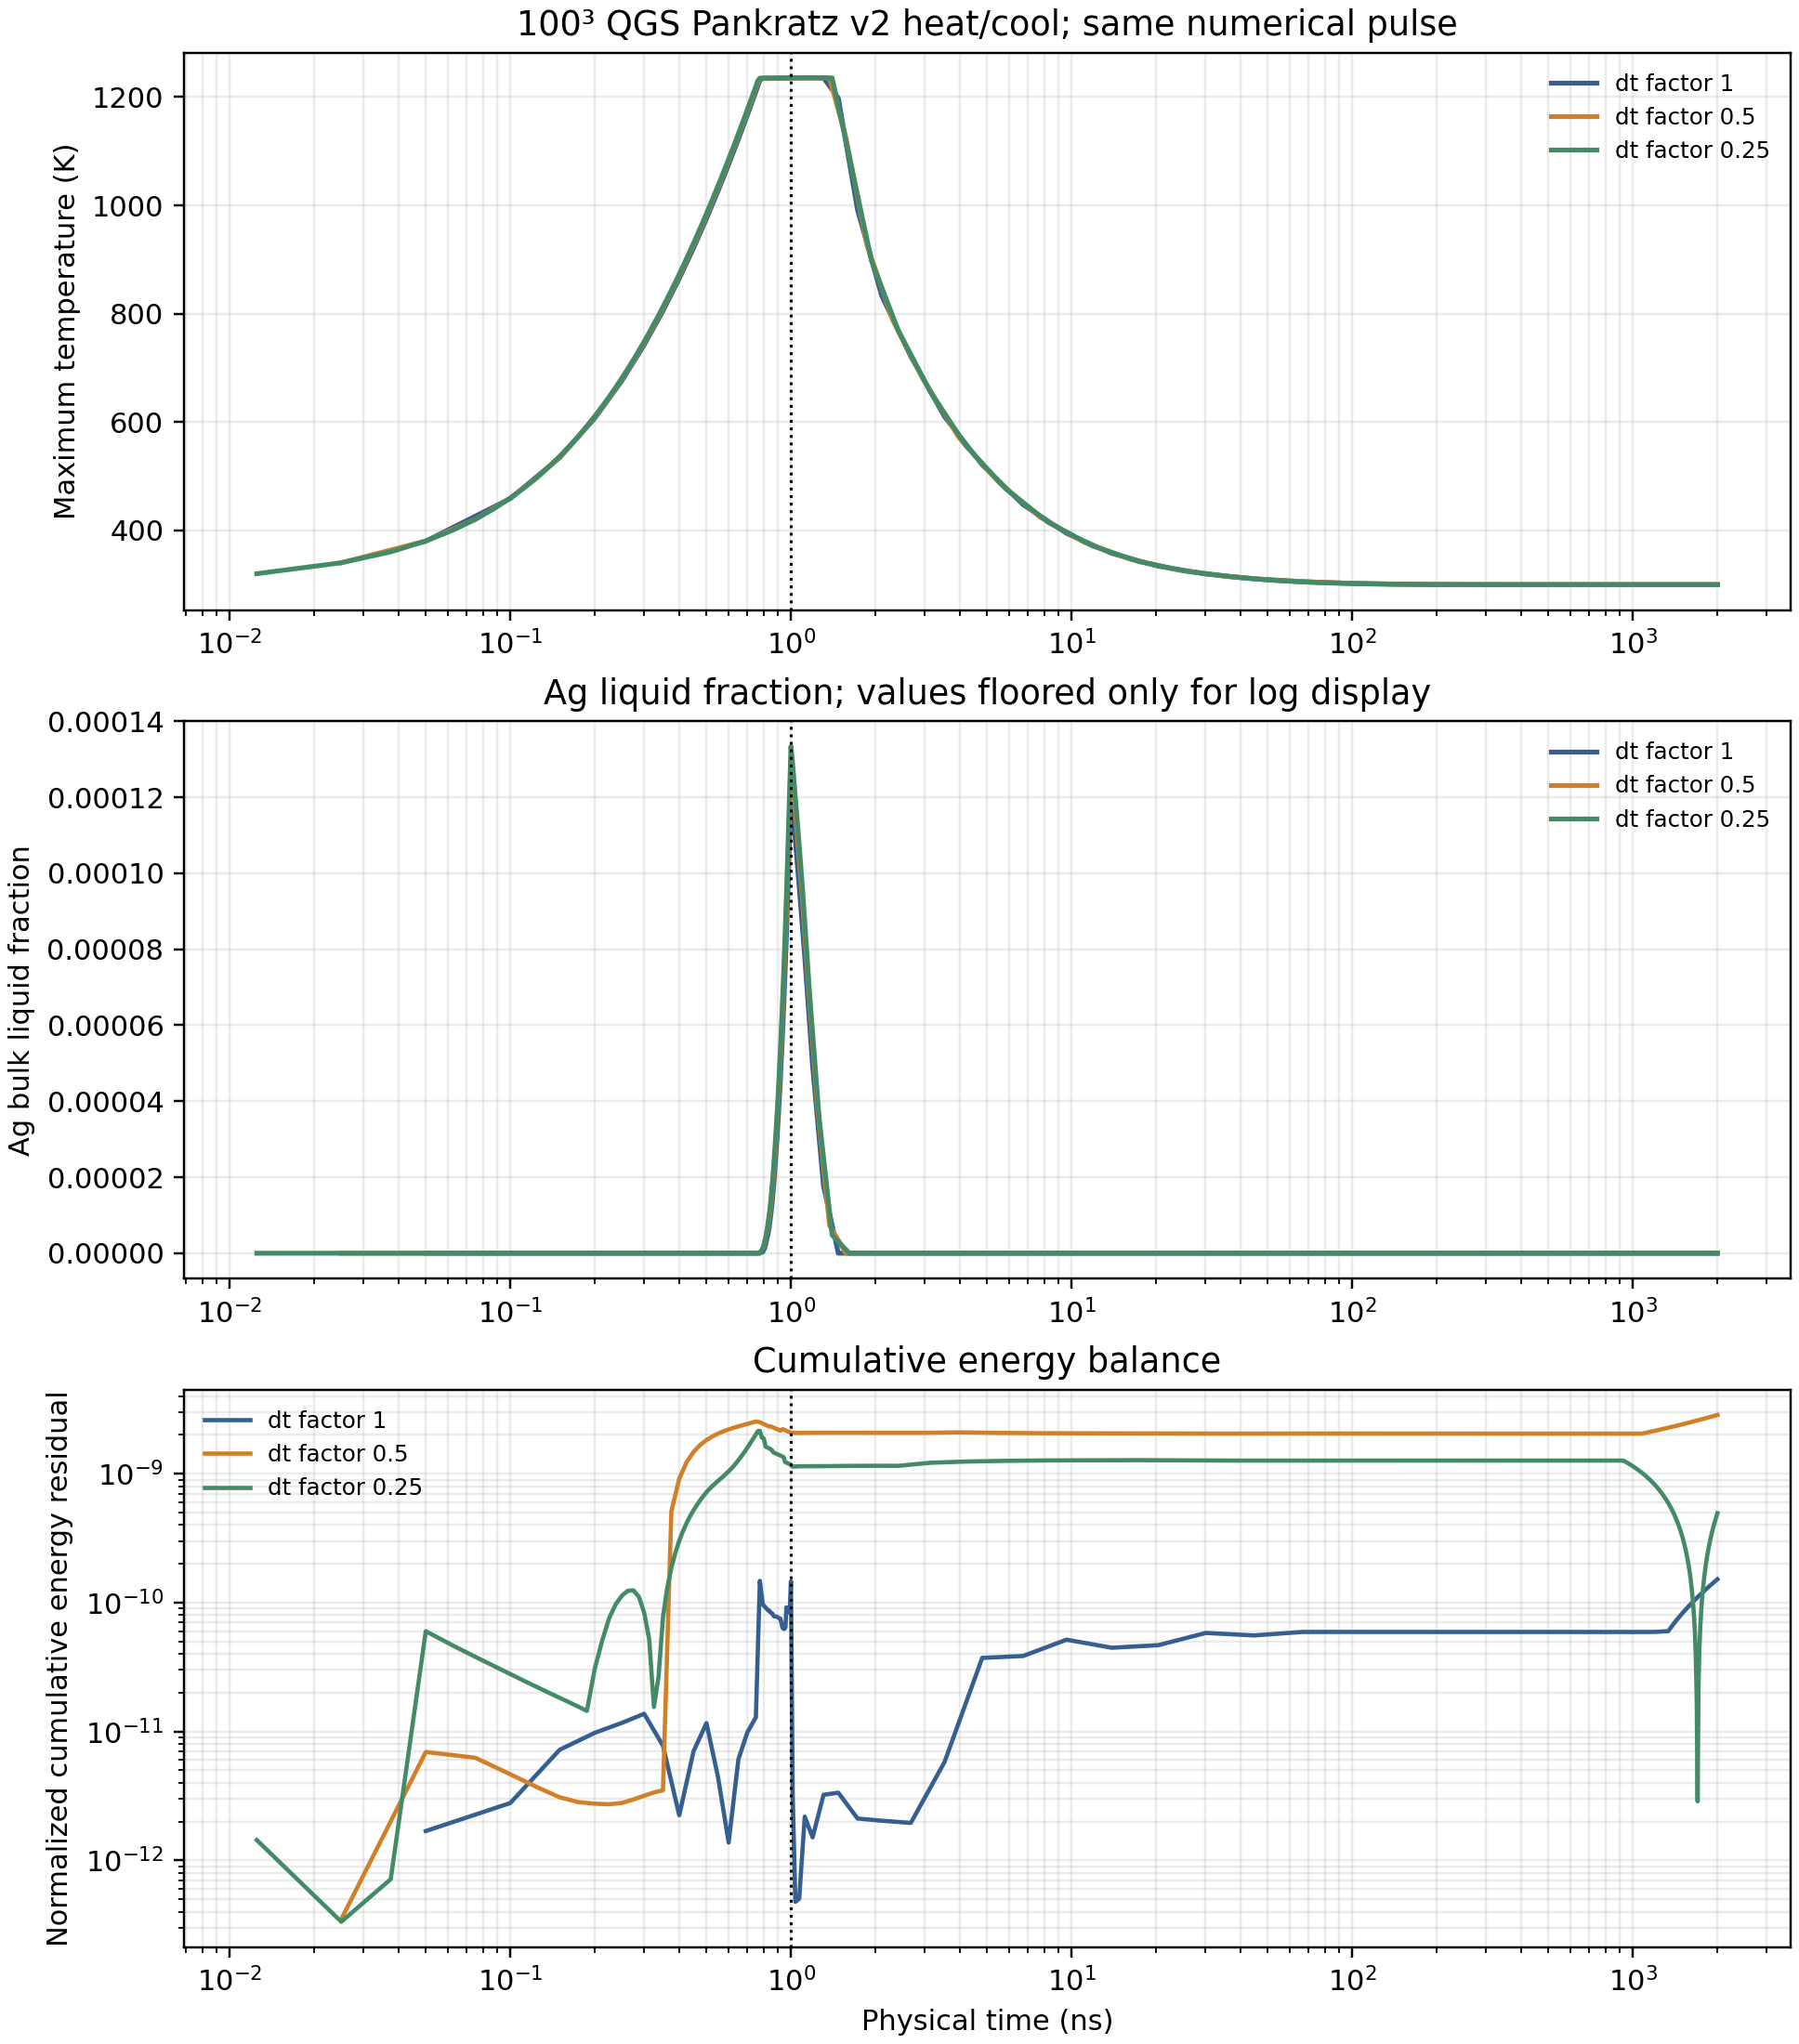 100³ QGS Pankratz v2 heat/cool; same numerical pulse
Maximum temperature (K)
1200
1000
800
600
400
dt factor 1
dt factor 0.5
dt factor 0.25
10⁻² 10⁻¹ 10⁰ 10¹ 10² 10³
Ag liquid fraction; values floored only for log display
Ag bulk liquid fraction
0.00014
0.00012
0.00010
0.00008
0.00006
0.00004
0.00002
0.00000
dt factor 1
dt factor 0.5
dt factor 0.25
10⁻² 10⁻¹ 10⁰ 10¹ 10² 10³
Cumulative energy balance
Normalized cumulative energy residual
10⁻⁹
10⁻¹⁰
10⁻¹¹
10⁻¹²
dt factor 1
dt factor 0.5
dt factor 0.25
10⁻² 10⁻¹ 10⁰ 10¹ 10² 10³
Physical time (ns)